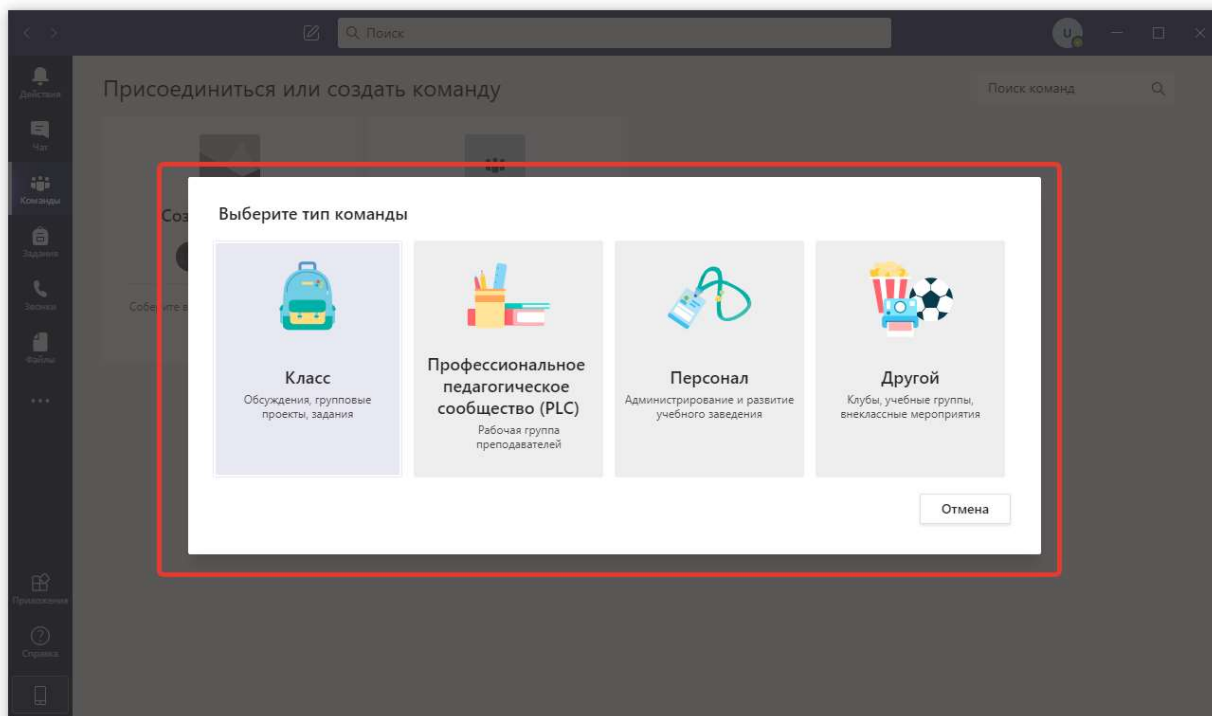 Поиск
U
Действия
Чат
Команды
Задания
Звонки
Файлы
Приложения
Справка
Присоединиться или создать команду
Поиск команд
Соз
Соберите в
Выберите тип команды
Класс
Обсуждения, групповые
проекты, задания
Профессиональное
педагогическое
сообщество (PLC)
Рабочая группа
преподавателей
Персонал
Администрирование и развитие
учебного заведения
Другой
Клубы, учебные группы,
внеклассные мероприятия
Отмена